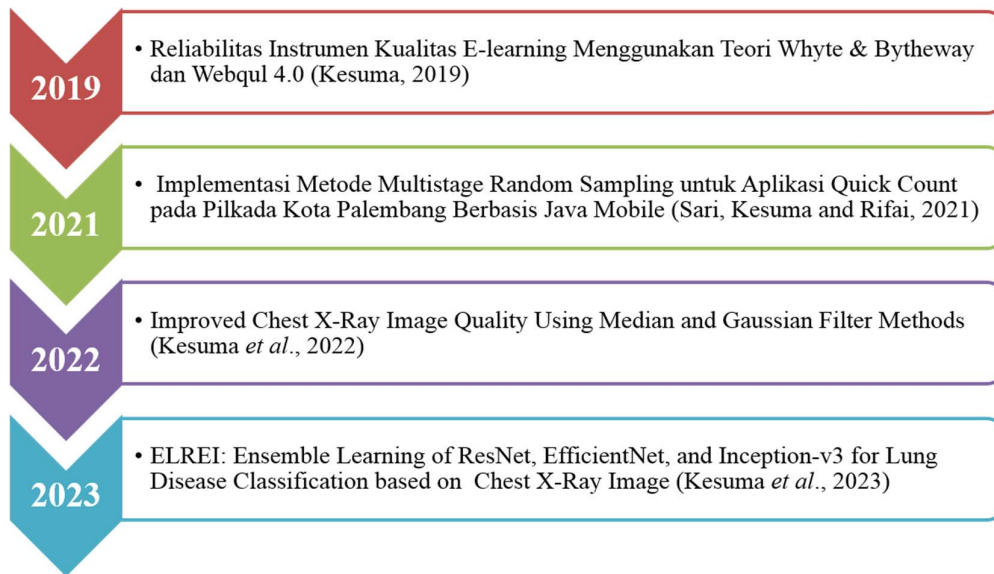 2019
• Reliabilitas Instrumen Kualitas E-learning Menggunakan Teori Whyte & Bytheway
dan Webqul 4.0 (Kesuma, 2019)
2021
• Implementasi Metode Multistage Random Sampling untuk Aplikasi Quick Count
pada Pilkada Kota Palembang Berbasis Java Mobile (Sari, Kesuma and Rifai, 2021)
2022
• Improved Chest X-Ray Image Quality Using Median and Gaussian Filter Methods
(Kesuma et al., 2022)
2023
• ELREI: Ensemble Learning of ResNet, EfficientNet, and Inception-v3 for Lung
Disease Classification based on Chest X-Ray Image (Kesuma et al., 2023)